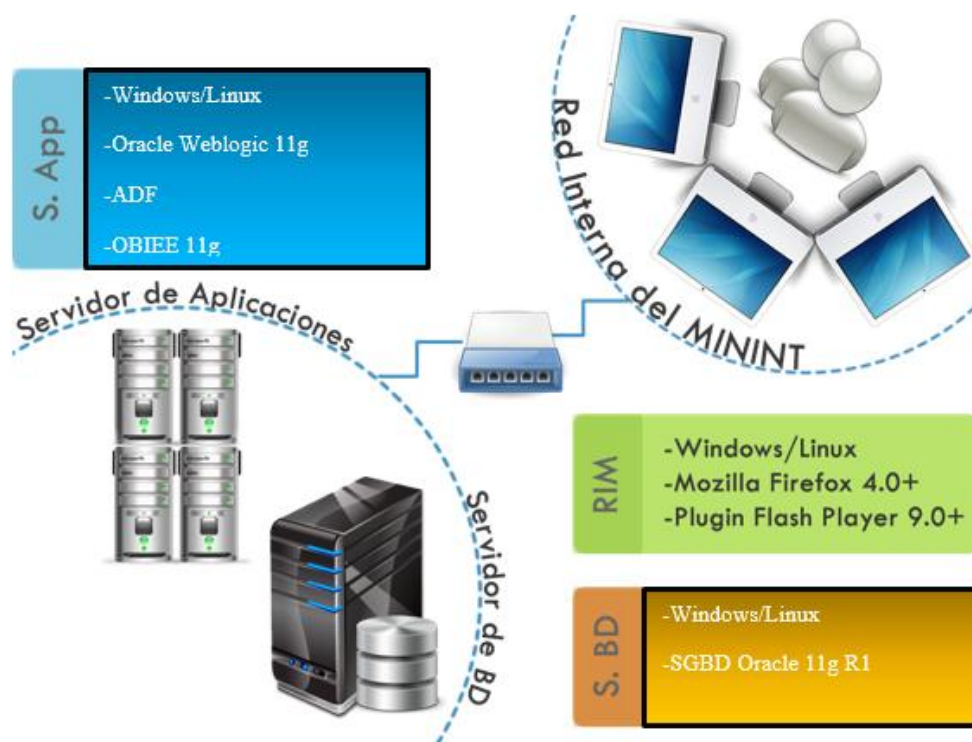 S. App
-Windows/Linux
-Oracle Weblogic 11g
-ADF
-OBIEE 11g
Red Interna del MININT
Servidor de Aplicaciones
Servidor de BD
RIM
-Windows/Linux
-Mozilla Firefox 4.0+
-Plugin Flash Player 9.0+
S. BD
-Windows/Linux
-SGBD Oracle 11g R1